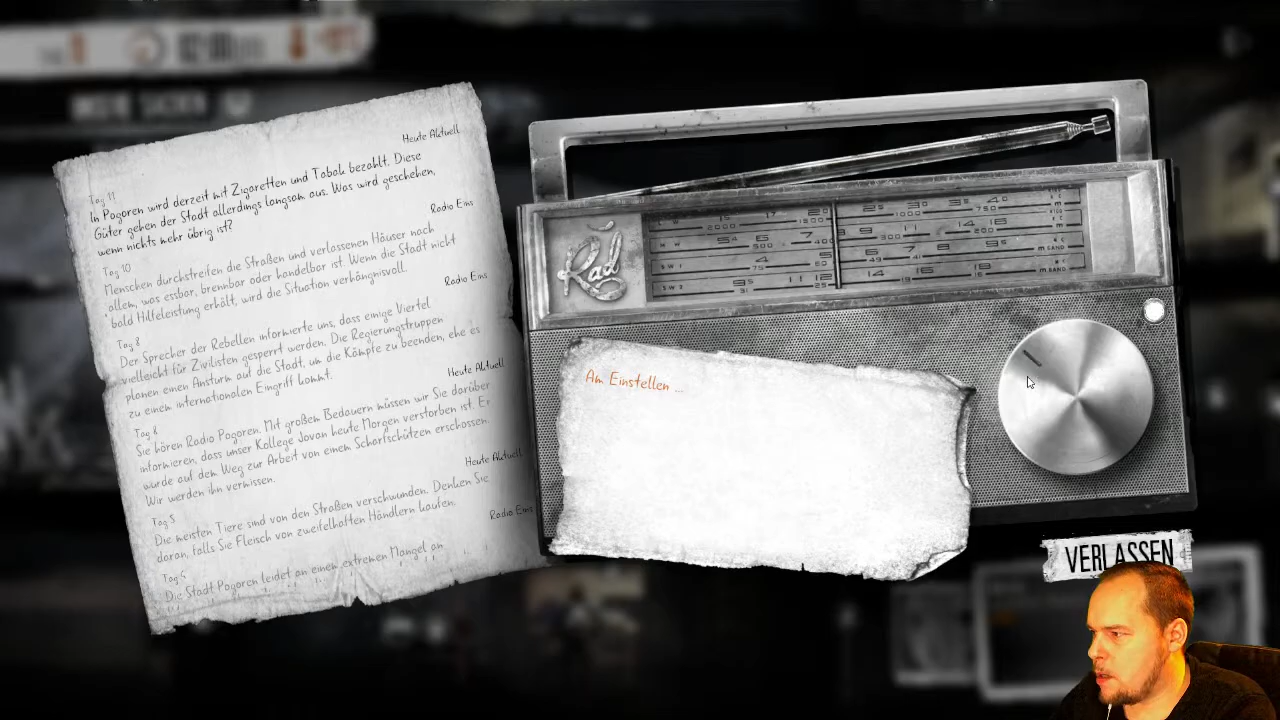 Heute Aktuell
Tag 11
In Pogoren wird derzeit mit Zigaretten und Tabak bezahlt. Diese
Güter gehen der Stadt allerdings langsam aus. Was wird geschehen,
wenn nichts mehr übrig ist?
Radio Eins
Tag 10
Menschen durchstreifen die Straßen und verlassenen Häuser nach
allem, was essbar, brennbar oder handelbar ist. Wenn die Stadt nicht
bald Hilfeleistung erhält, wird die Situation verhängnisvoll.
Radio Eins
Tag 8
Der Sprecher der Rebellen informierte uns, dass einige Viertel
vielleicht für Zivilisten gesperrt werden. Die Regierungstruppen
planen einen Ansturm auf die Stadt, um die Kämpfe zu beenden, ehe es
zu einem internationalen Eingriff kommt.
Heute Aktuell
Tag 6
Sie hören Radio Pogoren. Mit großen Bedauern müssen wir Sie darüber
informieren, dass unser Kollege Jovan heute Morgen verstorben ist. Er
wurde auf dem Weg zur Arbeit von einem Scharfschützen erschossen.
Wir werden ihn vermissen.
Heute Aktuell
Tag 5
Die meisten Tiere sind von den Straßen verschwunden. Denken Sie
daran, falls Sie Fleisch von zweifelhaften Händlern kaufen.
Radio Eins
Die Stadt Pogoren leidet an einen extremen Mangel an
Rad
Am Einstellen ...
VERLASSEN